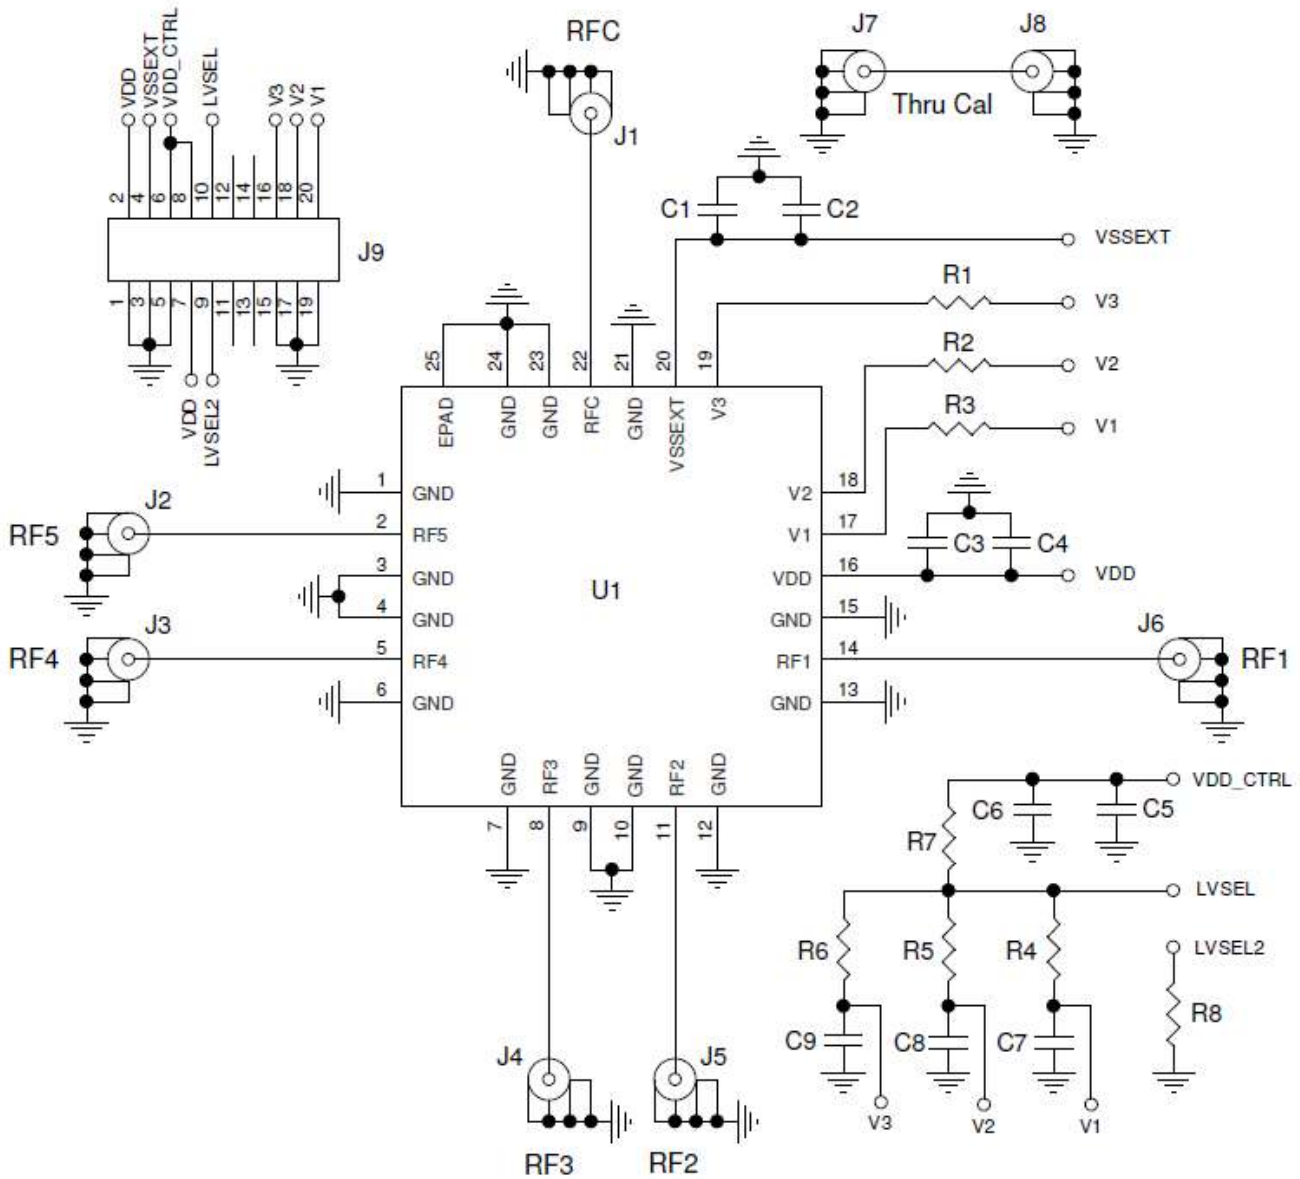 RFC
J1
J7
J8
Thru Cal
VDD
VSSEXT
VDD_CTRL
LVSEL
V3
V2
V1
2
4
6
8
10
12
14
16
18
20
J9
1
3
5
7
9
11
13
15
17
19
VDD
LVSEL2
C1
C2
VSSEXT
R1
V3
R2
V2
R3
V1
25
24
23
22
21
20
19
EPAD
GND
GND
RFC
GND
VSSEXT
V3
1
GND
J2
RF5
2
RF5
3
GND
4
GND
J3
RF4
5
RF4
6
GND
U1
V2
18
V1
17
C3
C4
VDD
16
VDD
GND
15
RF1
14
J6
RF1
GND
13
GND
RF3
GND
GND
RF2
GND
7
8
9
10
11
12
VDD_CTRL
C6
C5
R7
LVSEL
R6
R5
R4
LVSEL2
R8
C9
C8
C7
V3
V2
V1
J4
J5
RF3
RF2